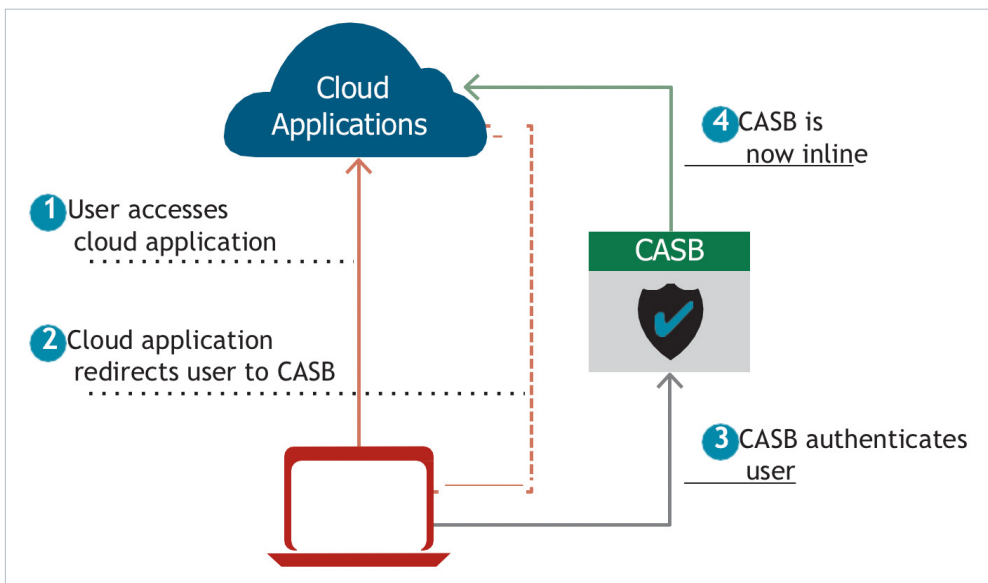 Cloud
Applications
4 CASB is
now inline
1 User accesses
cloud application
CASB
2 Cloud application
redirects user to CASB
3 CASB authenticates
user